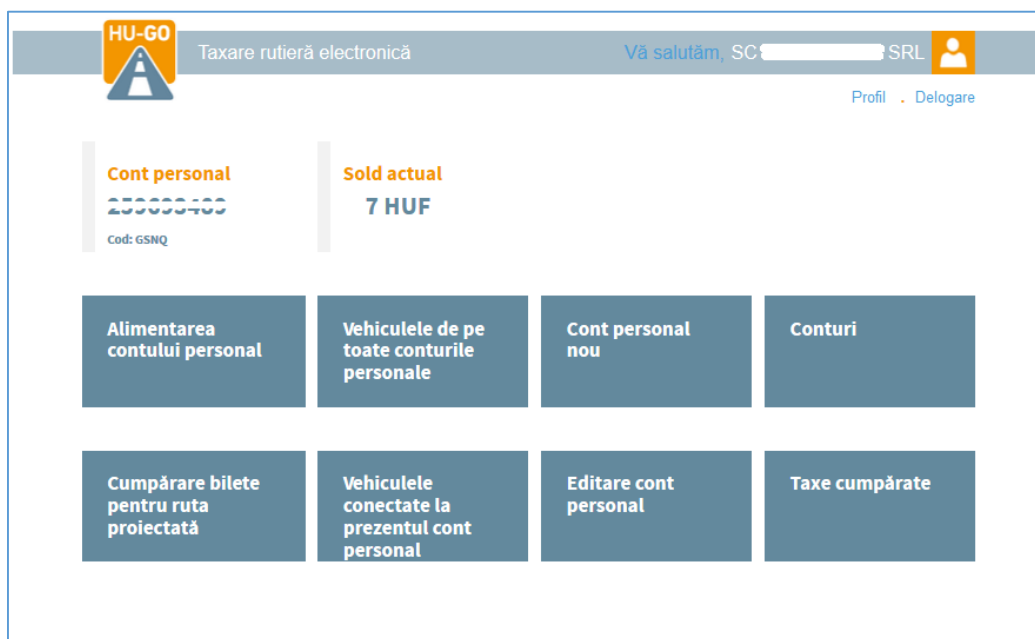 HU-GO
Taxare rutieră electronică
Vă salutăm, SC SRL
Profil . Delogare
Cont personal
Cod: GSNQ
Sold actual
7 HUF
Alimentarea
contului personal
Vehiculele de pe
toate conturile
personale
Cont personal
nou
Conturi
Cumpărare bilete
pentru ruta
proiectată
Vehiculele
conectate la
prezentul cont
personal
Editare cont
personal
Taxe cumpărate